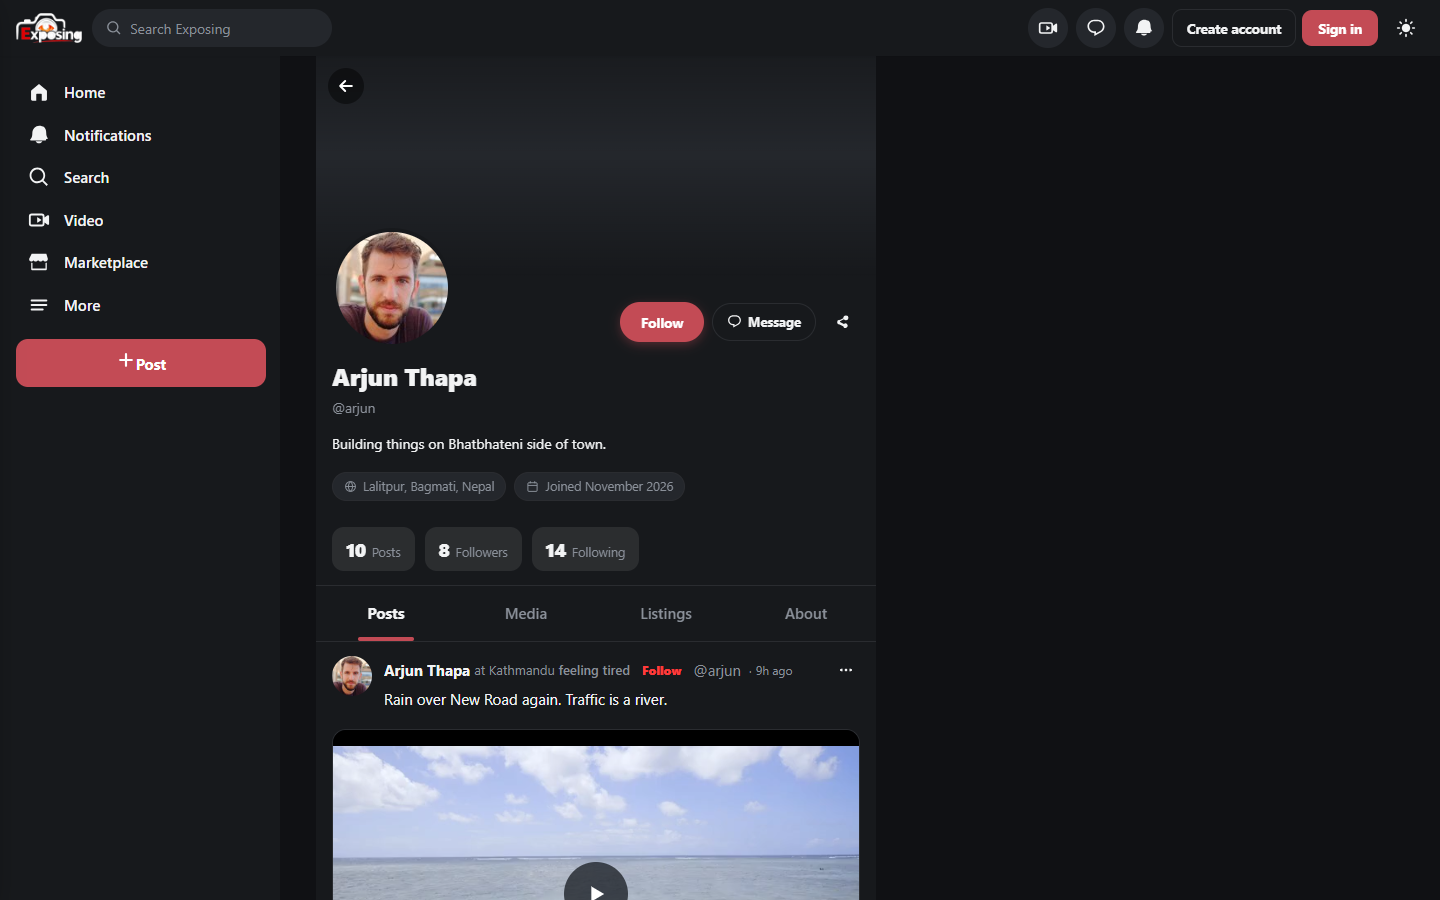 Exposing
Search Exposing
Create account
Sign in
Home
Notifications
Search
Video
Marketplace
More
Post
Follow
Message
Arjun Thapa
@arjun
Building things on Bhatbhateni side of town.
Lalitpur, Bagmati, Nepal
Joined November 2026
10 Posts
8 Followers
14 Following
Posts
Media
Listings
About
Arjun Thapa at Kathmandu feeling tired Follow @arjun · 9h ago
Rain over New Road again. Traffic is a river.